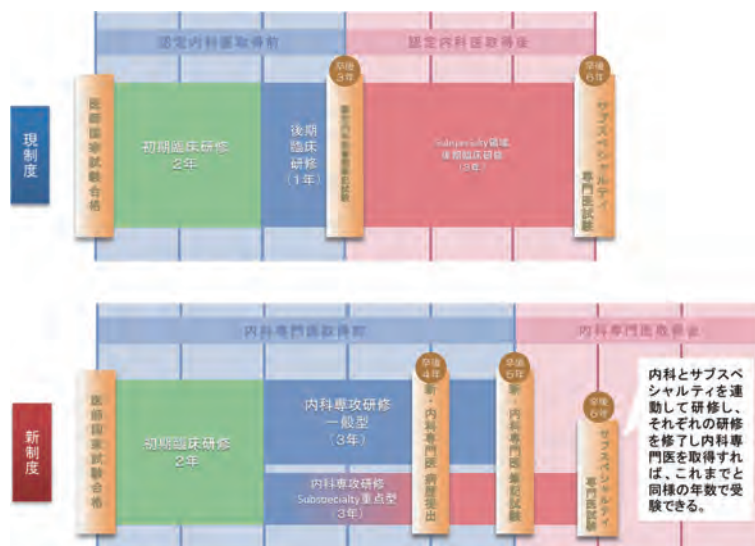 認定内科医取得前
認定内科医取得後
卒後
3年
卒後
6年
現制度
医師国家試験合格
初期臨床研修
2年
後期
臨床
研修
(1年)
Subspecialty領域、
後期臨床研修
(3年)
サブスペシャルティ
専門医試験
内科専門医取得前
内科専門医取得後
卒後
4年
卒後
5年
卒後
6年
新制度
医師国家試験合格
初期臨床研修
2年
内科専攻研修
一般型
(3年)
内科専攻研修
Subspecialty重点型
(3年)
新・内科専門医 病歴提出
新・内科専門医 筆記試験
サブスペシャルティ
専門医試験
内科とサブスペ
シャルティを連
動して研修し、
それぞれの研修
を修了し内科専
門医を取得すれ
ば、これまでと
同様の年数で受
験できる。